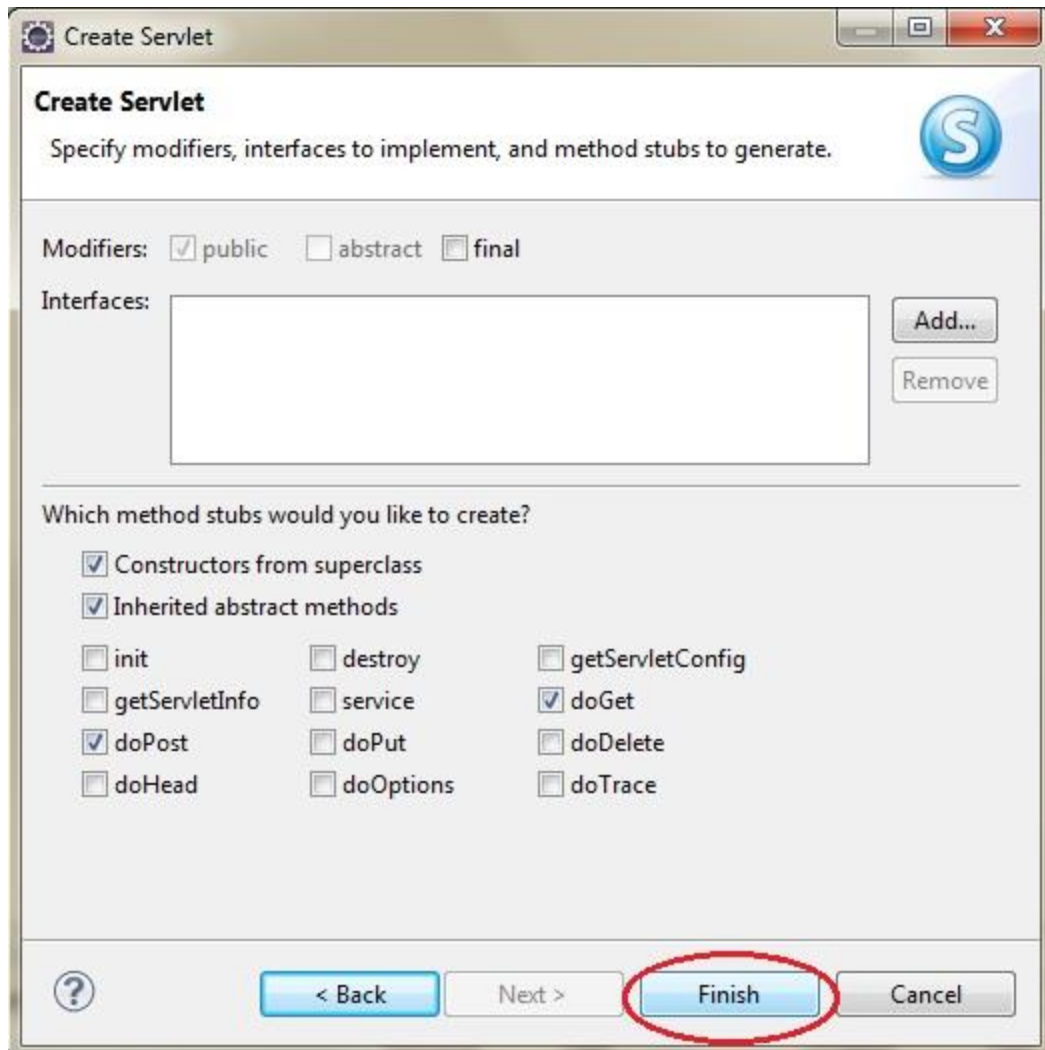 Create Servlet
Create Servlet
Specify modifiers, interfaces to implement, and method stubs to generate.
S
Modifiers: public abstract final
Interfaces:
Add...
Remove
Which method stubs would you like to create?
Constructors from superclass
Inherited abstract methods
init destroy getServletConfig
getServletInfo service doGet
doPost doPut doDelete
doHead doOptions doTrace
? < Back Next > Finish Cancel